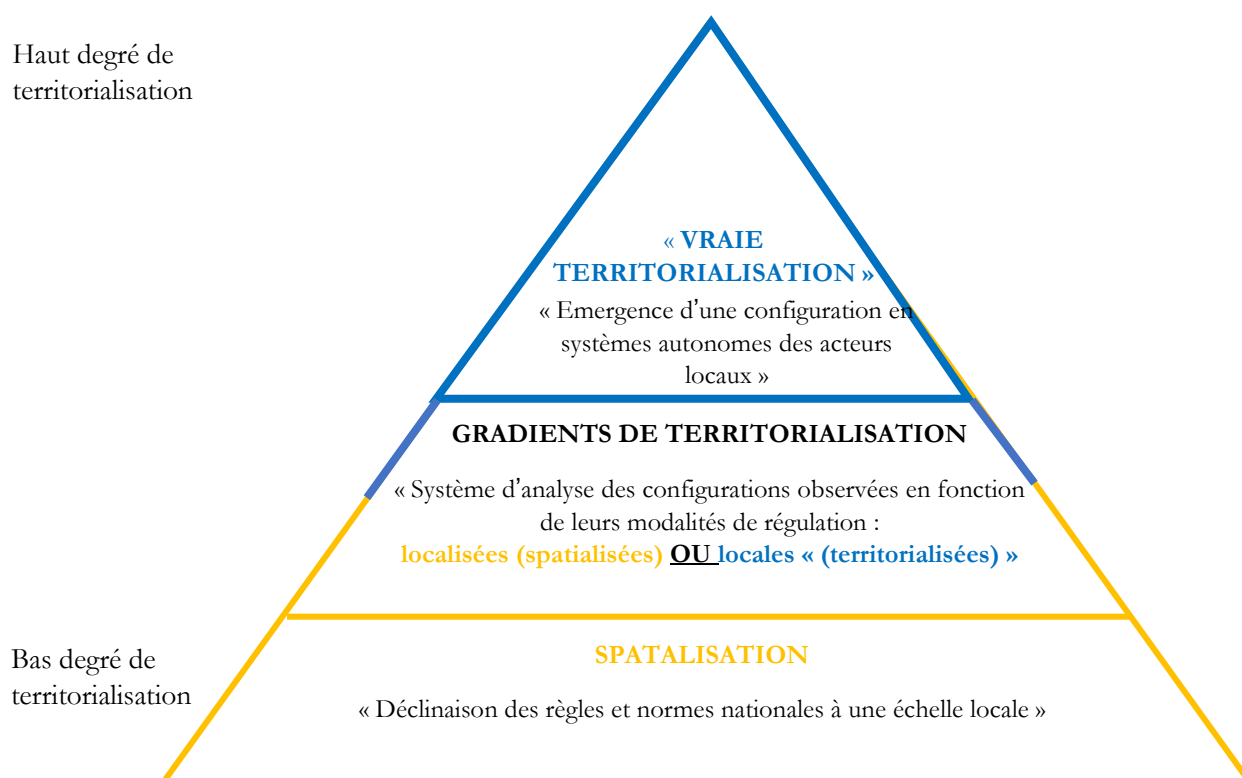 Haut degré de
territorialisation
« VRAIE
TERRITORIALISATION »
« Emergence d'une configuration en
systèmes autonomes des acteurs
locaux »
GRADIENTS DE TERRITORIALISATION
« Système d'analyse des configurations observées en fonction
de leurs modalités de régulation :
localisées (spatialisées) OU locales « (territorialisées) »
Bas degré de
territorialisation
SPATALISATION
« Déclinaison des règles et normes nationales à une échelle locale »